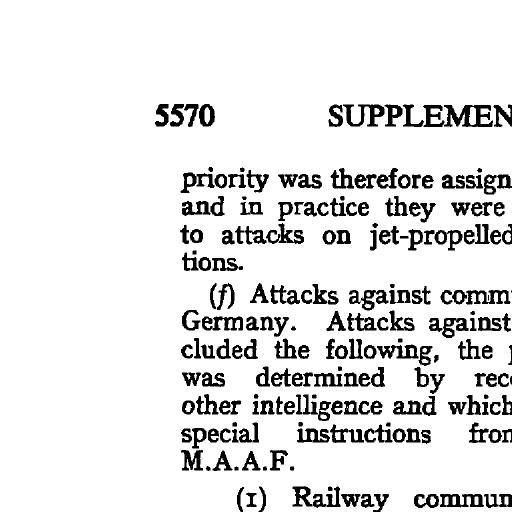 5570 SUPPLEMEN
priority was therefore assign
and in practice they were
to attacks on jet-propelled
tions.
(f) Attacks against comm
Germany. Attacks against
cluded the following, the
was determined by rec
other intelligence and which
special instructions fron
M.A.A.F.
(1) Railway commun